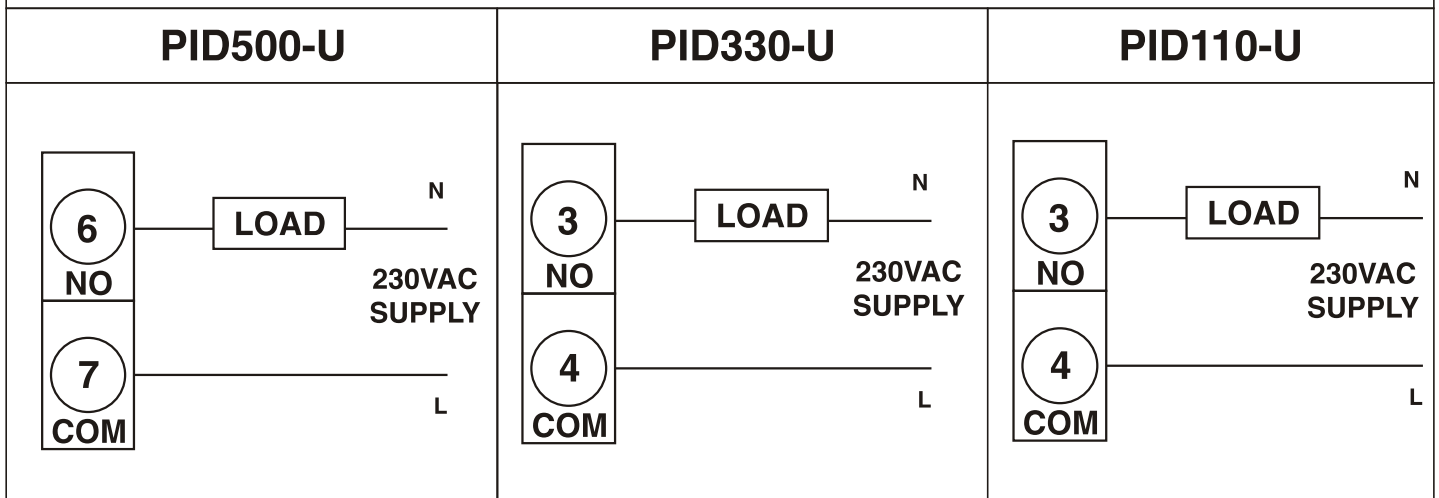 PID500-U
PID330-U
PID110-U
6
NO
7
COM
LOAD
N
230VAC
SUPPLY
L
3
NO
4
COM
LOAD
N
230VAC
SUPPLY
L
3
NO
4
COM
LOAD
N
230VAC
SUPPLY
L